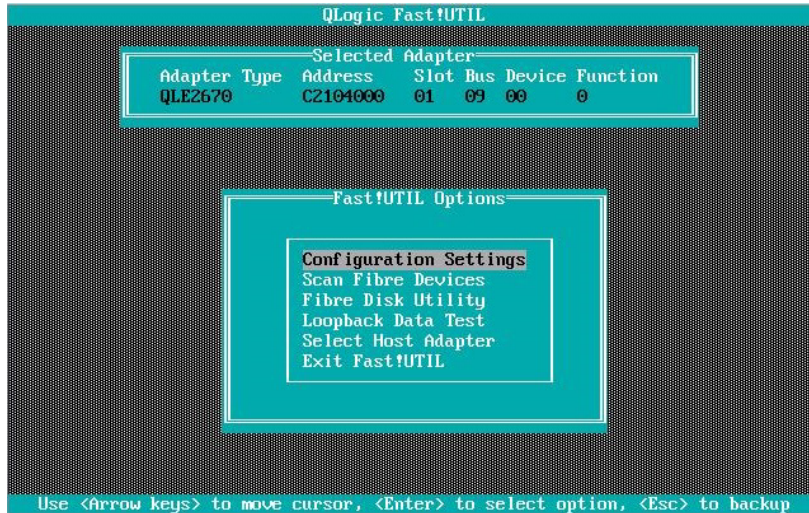 QLogic Fast!UTIL
Selected Adapter
Adapter Type Address Slot Bus Device Function
QLE2670 C2104000 01 09 00 0
Fast!UTIL Options
Configuration Settings
Scan Fibre Devices
Fibre Disk Utility
Loopback Data Test
Select Host Adapter
Exit Fast!UTIL
Use <Arrow keys> to move cursor, <Enter> to select option, <Esc> to backup